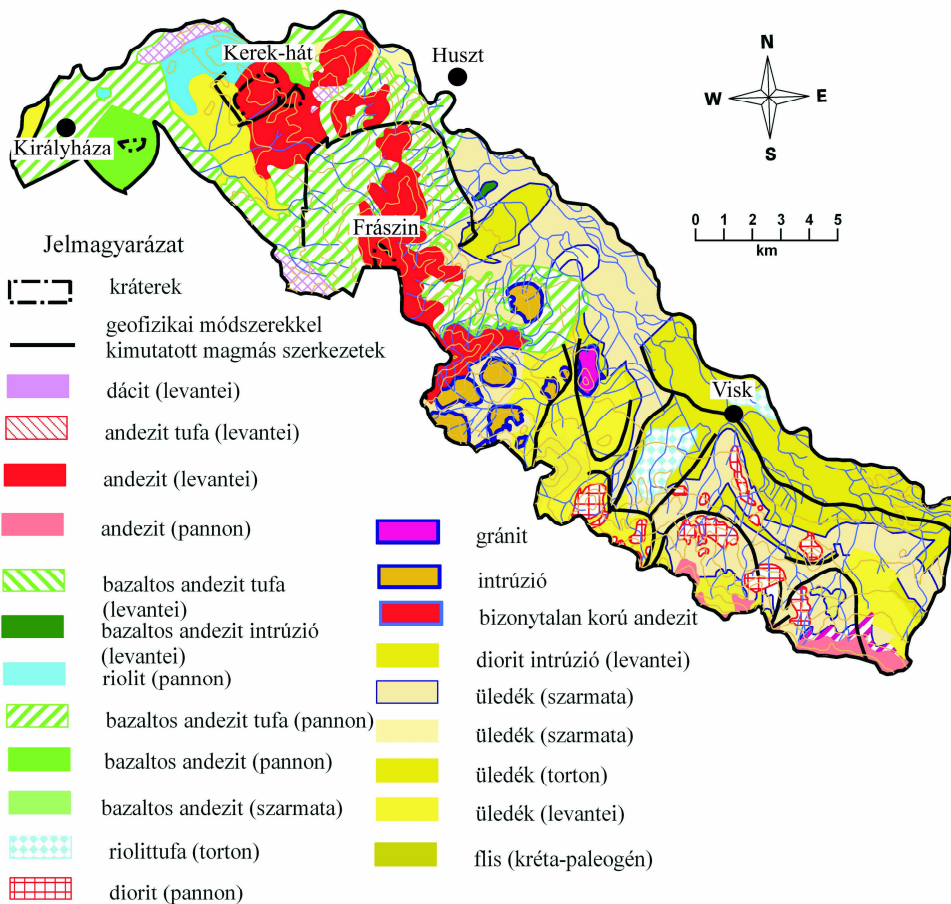 Kerek-hát
Huszt
Királyháza
Frászin
Visk
N
W
E
S
0 1 2 3 4 5
km
Jelmagyarázat
kráterek
geofizikai módszerekkel
kimutatott magmás szerkezetek
dácit (levantei)
andezit tufa (levantei)
andezit (levantei)
andezit (pannon)
bazaltos andezit tufa
(levantei)
bazaltos andezit intrúzió
(levantei)
riolit (pannon)
bazaltos andezit tufa (pannon)
bazaltos andezit (pannon)
bazaltos andezit (szarmata)
riolittufa (torton)
diorit (pannon)
gránit
intrúzió
bizonytalan korú andezit
diorit intrúzió (levantei)
üledék (szarmata)
üledék (szarmata)
üledék (torton)
üledék (levantei)
flis (kréta-paleogén)